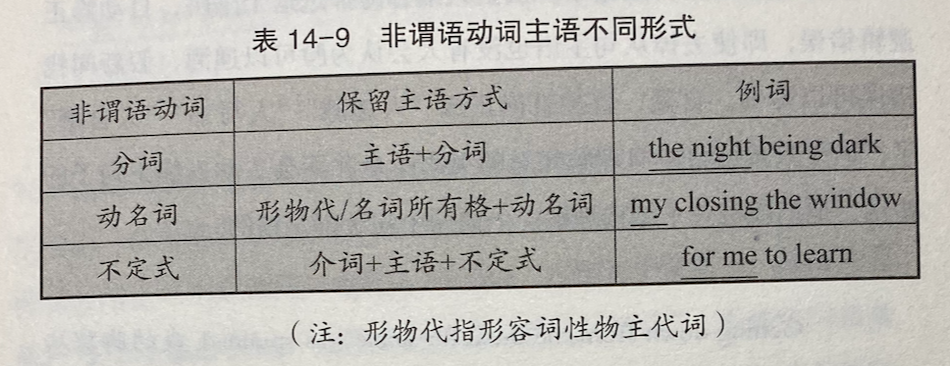 表 14-9 非谓语动词主语不同形式
非谓语动词 保留主语方式 例词
分词 主语+分词 the night being dark
动名词 形物代/名词所有格+动名词 my closing the window
不定式 介词+主语+不定式 for me to learn
（注：形物代指形容词性物主代词）